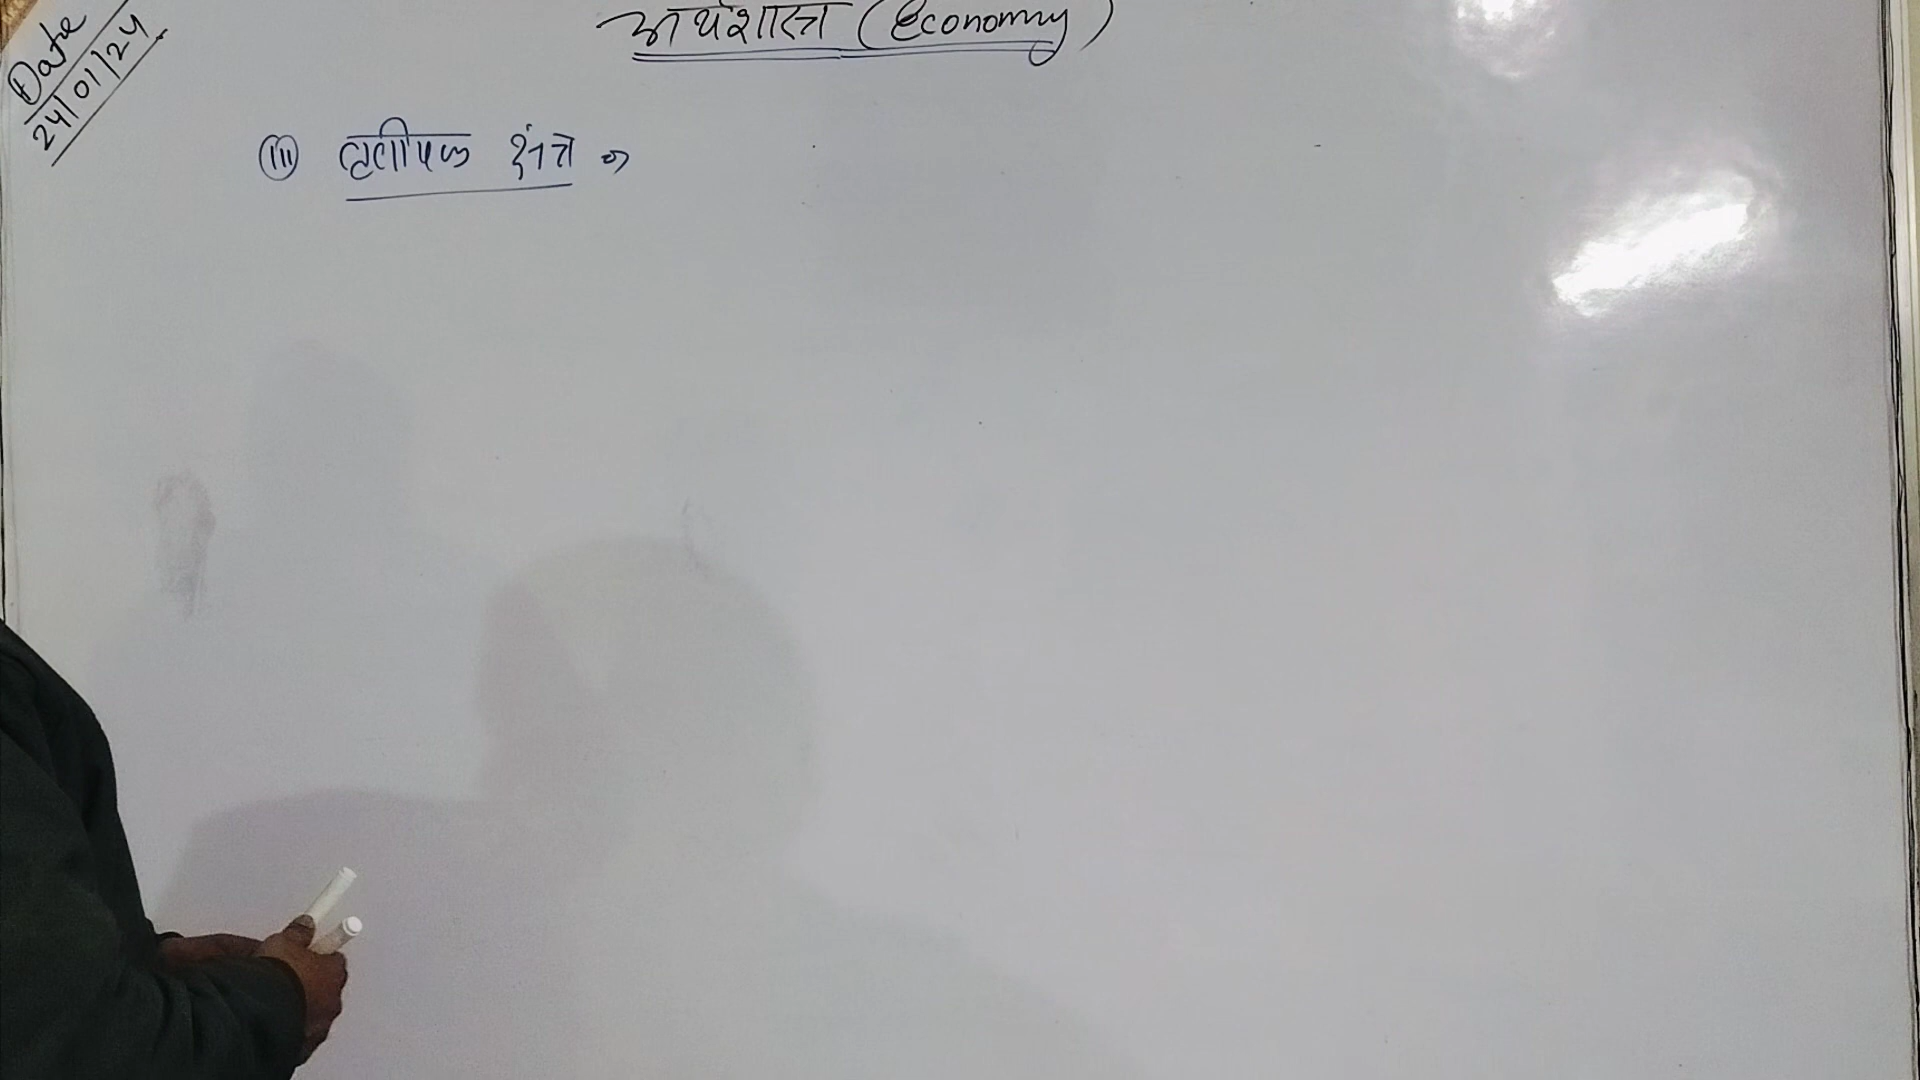 Date
24/01/24
अर्थशास्त्र (Economy)
(iii) तृतीयक क्षेत्र ⇒